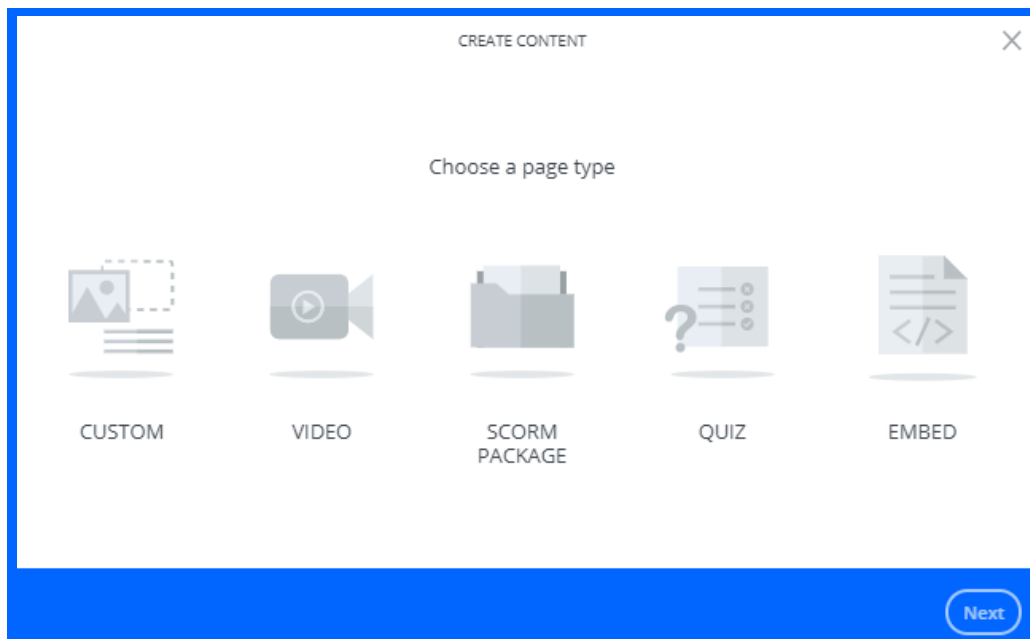 CREATE CONTENT
Choose a page type
CUSTOM
VIDEO
SCORM
PACKAGE
QUIZ
EMBED
Next